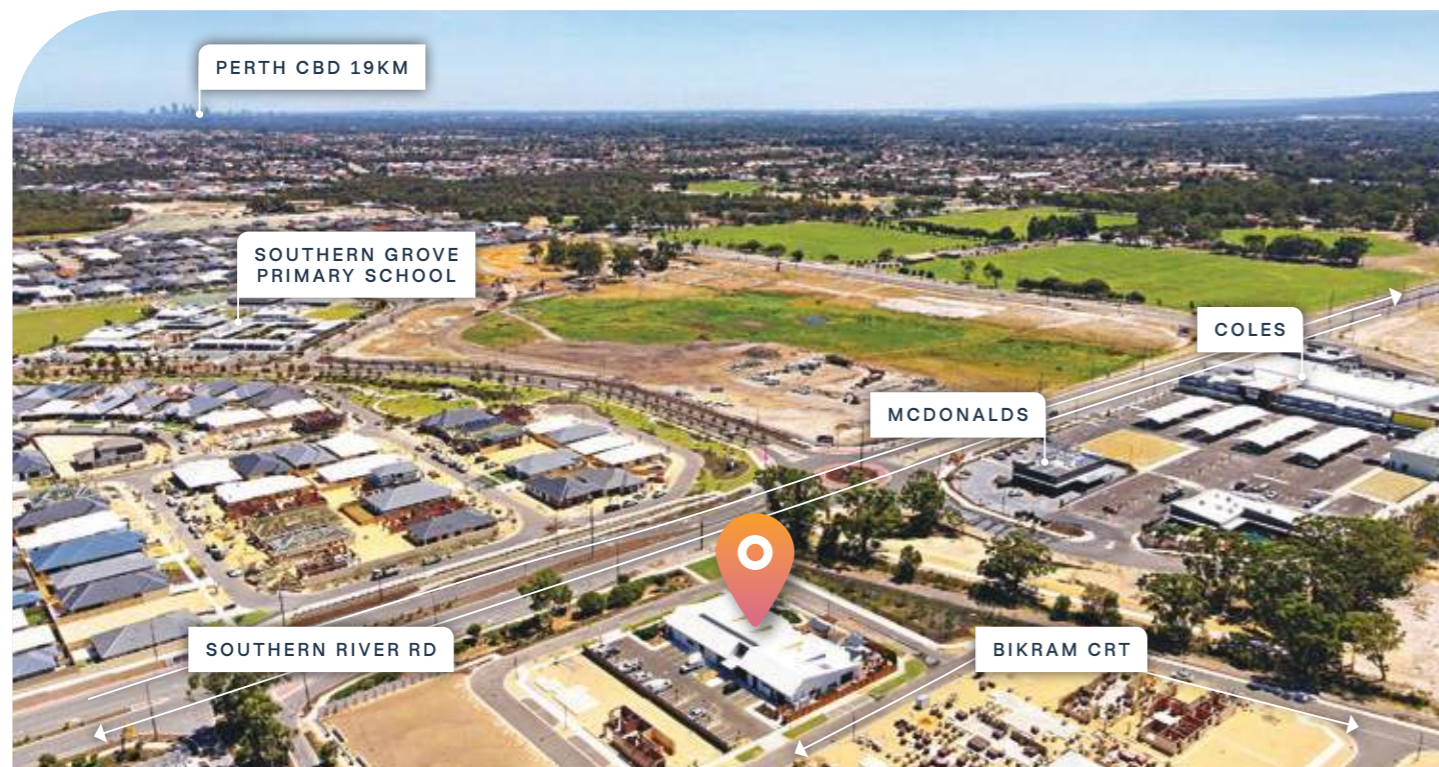 PERTH CBD 19KM
SOUTHERN GROVE
PRIMARY SCHOOL
COLES
MCDONALDS
SOUTHERN RIVER RD
BIKRAM CRT